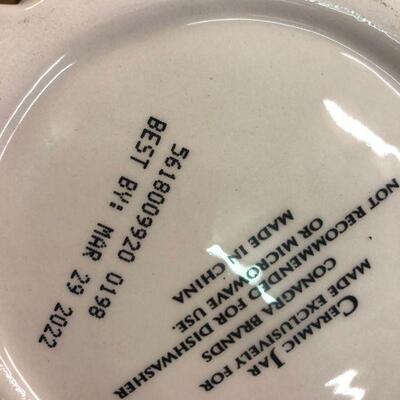 5618009920 0198
BEST BY: MAR 29 2022
CERAMIC JAR
MADE EXCLUSIVELY FOR
CONAGRA BRANDS
NOT RECOMMENDED FOR DISHWASHER
OR MICROWAVE USE.
MADE IN CHINA